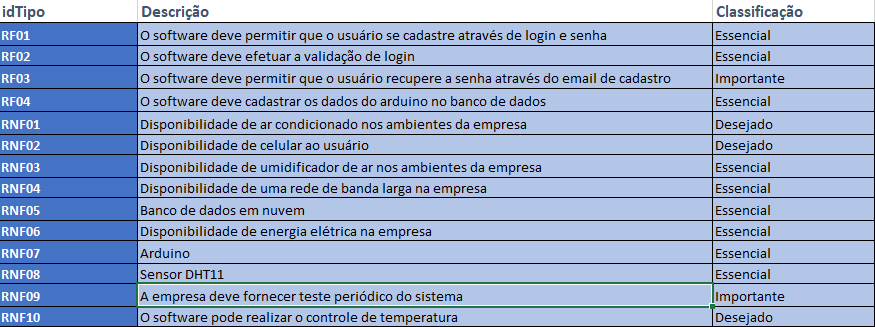 idTipo Descrição Classificação
RF01 O software deve permitir que o usuário se cadastre através de login e senha Essencial
RF02 O software deve efetuar a validação de login Essencial
RF03 O software deve permitir que o usuário recupere a senha através do email de cadastro Importante
RF04 O software deve cadastrar os dados do arduino no banco de dados Essencial
RNF01 Disponibilidade de ar condicionado nos ambientes da empresa Desejado
RNF02 Disponibilidade de celular ao usuário Desejado
RNF03 Disponibilidade de umidificador de ar nos ambientes da empresa Essencial
RNF04 Disponibilidade de uma rede de banda larga na empresa Essencial
RNF05 Banco de dados em nuvem Essencial
RNF06 Disponibilidade de energia elétrica na empresa Essencial
RNF07 Arduino Essencial
RNF08 Sensor DHT11 Essencial
RNF09 A empresa deve fornecer teste periódico do sistema Importante
RNF10 O software pode realizar o controle de temperatura Desejado